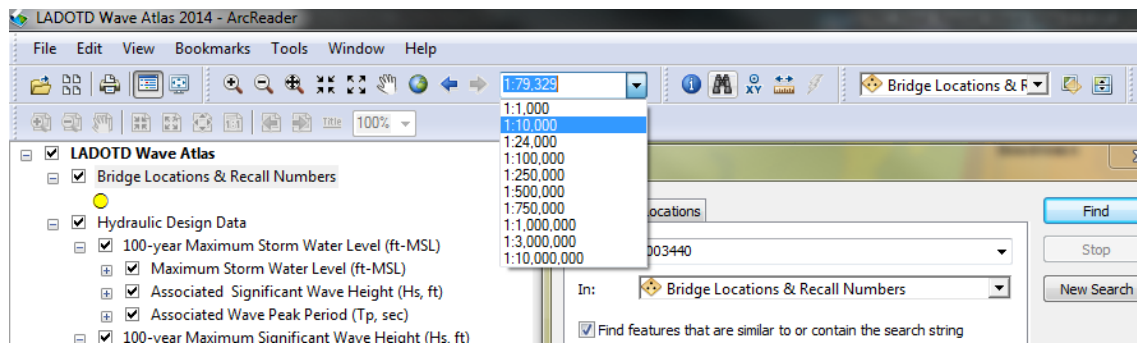 LADOTD Wave Atlas 2014 - ArcReader
File Edit View Bookmarks Tools Window Help
1:79,329
XY
Bridge Locations & R
1:1
Title
100%
1:1,000
1:10,000
1:24,000
1:100,000
1:250,000
1:500,000
1:750,000
1:1,000,000
1:3,000,000
1:10,000,000
LADOTD Wave Atlas
Bridge Locations & Recall Numbers
Hydraulic Design Data
100-year Maximum Storm Water Level (ft-MSL)
Maximum Storm Water Level (ft-MSL)
Associated Significant Wave Height (Hs, ft)
Associated Wave Peak Period (Tp, sec)
100-year Maximum Significant Wave Height (Hs, ft)
ocations
003440
In: Bridge Locations & Recall Numbers
Find features that are similar to or contain the search string
Find
Stop
New Search